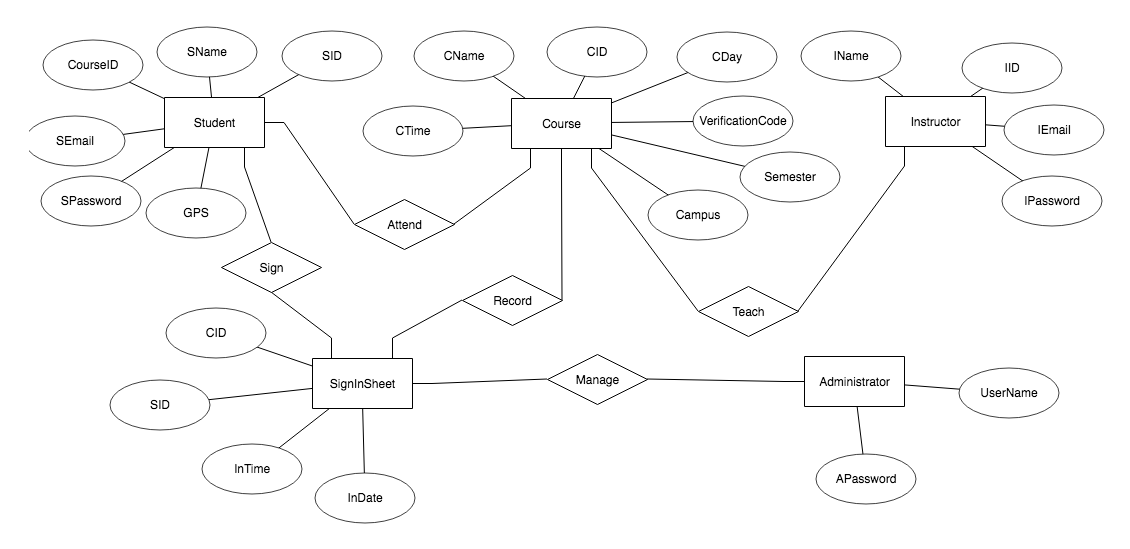 SName
SID
CName
CID
CDay
IName
IID
CourseID
Student
Course
Instructor
SEmail
CTime
VerificationCode
IEmail
SPassword
GPS
Semester
IPassword
Campus
Attend
Sign
Record
Teach
CID
SignInSheet
Manage
Administrator
SID
UserName
InTime
InDate
APassword